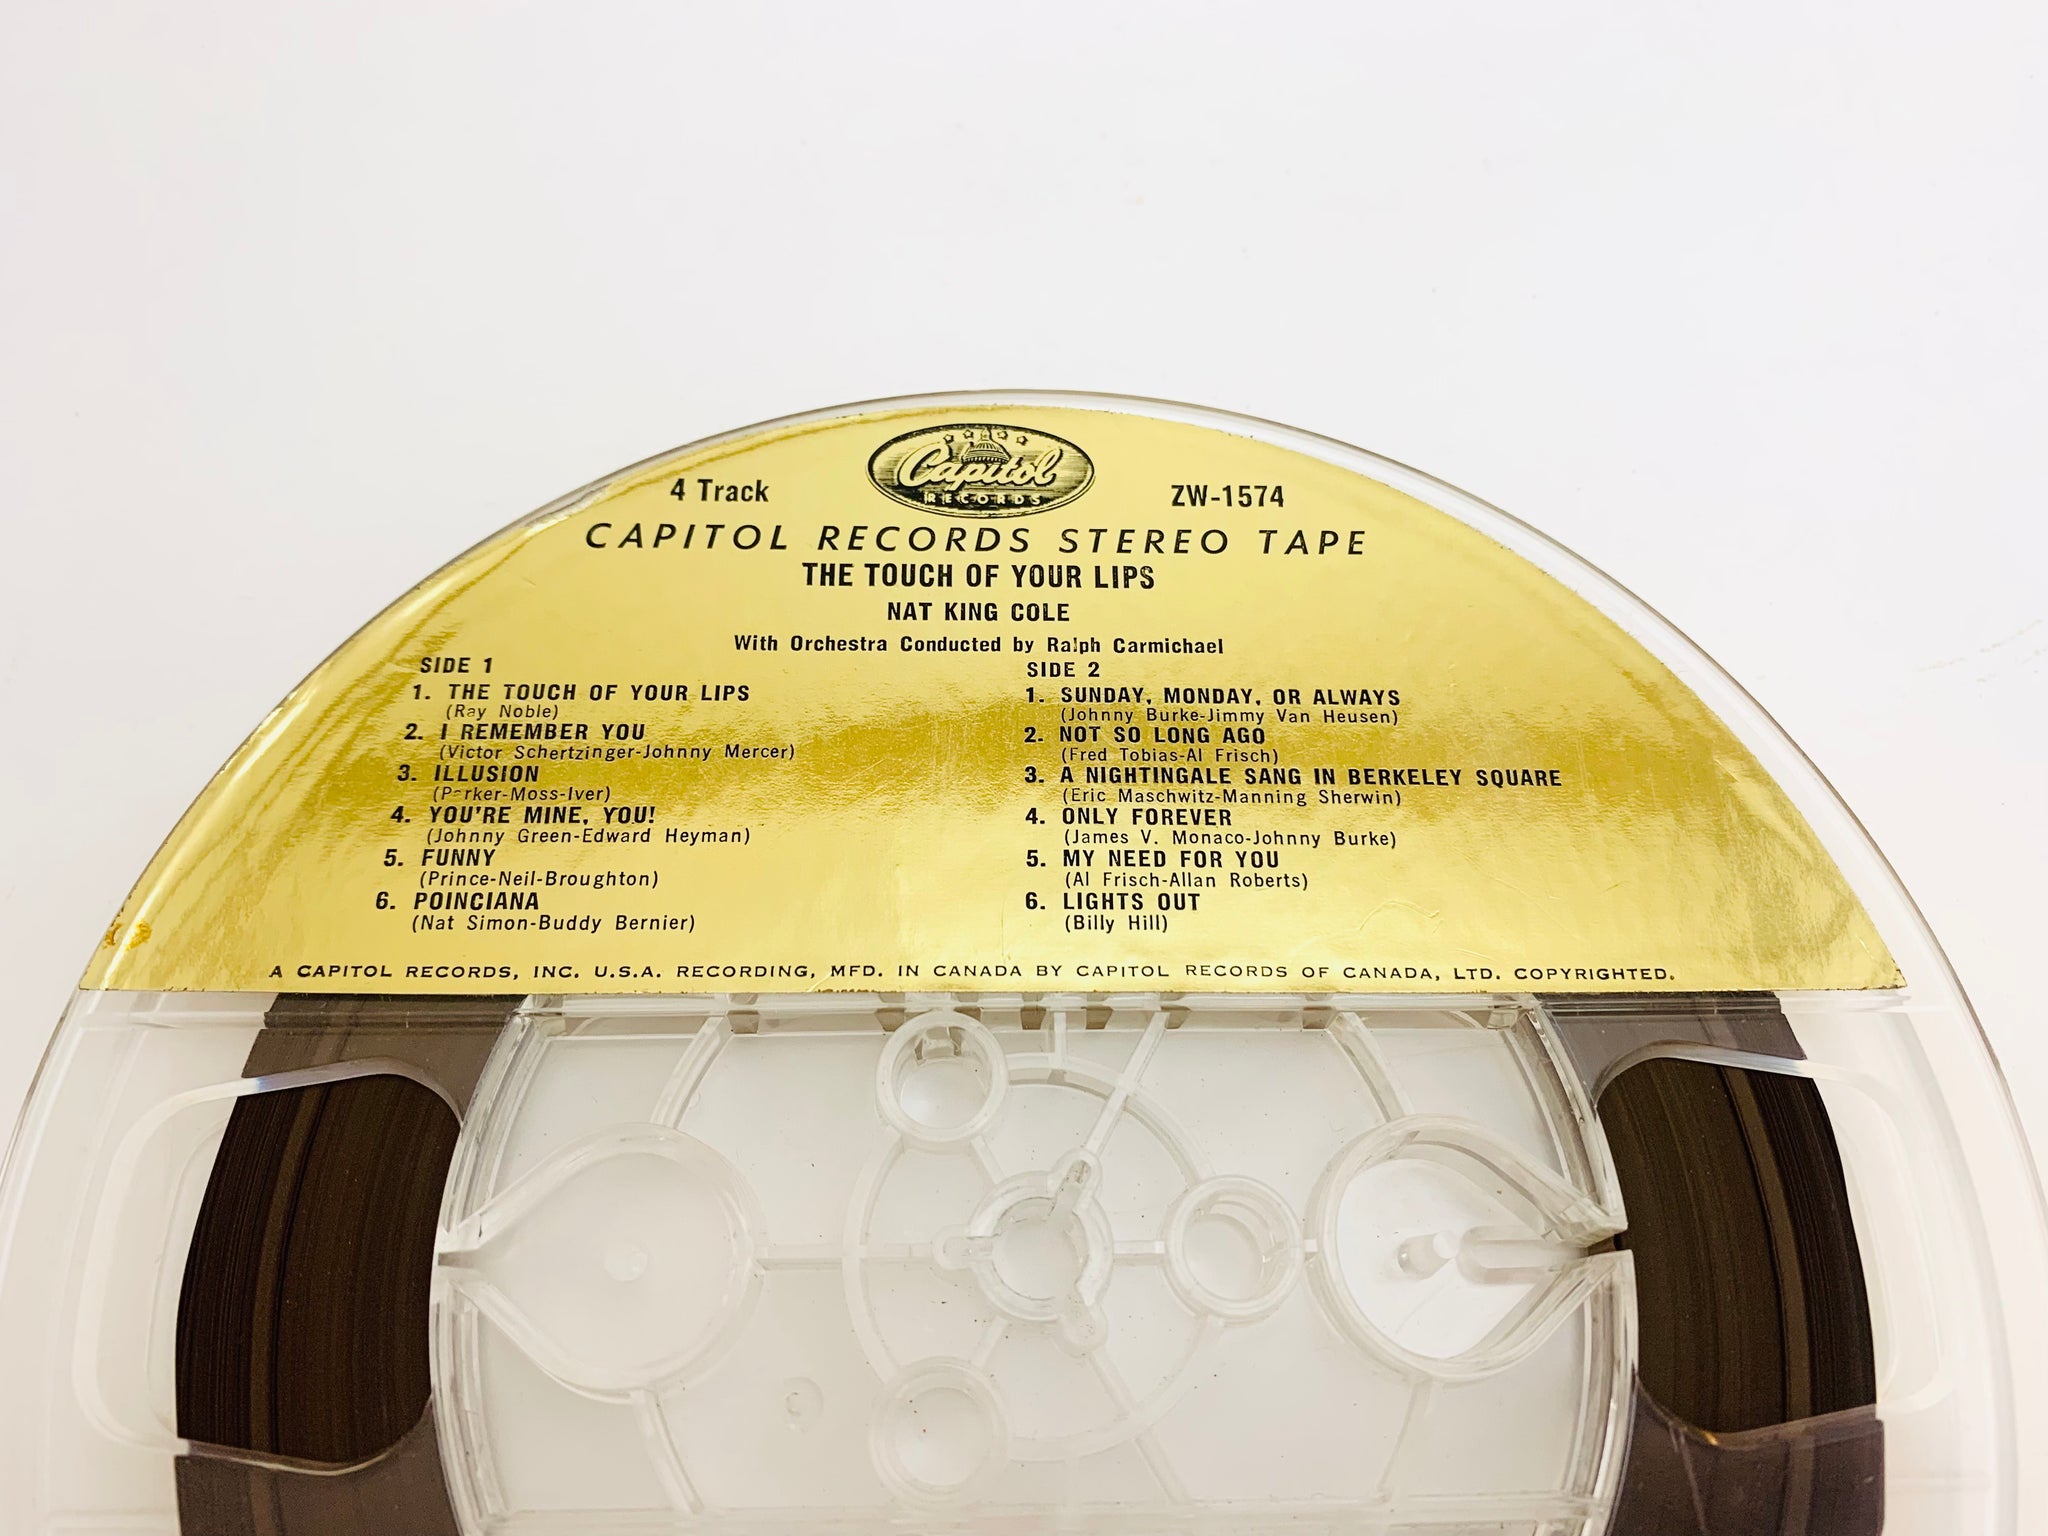 Capitol
RECORDS
4 Track
ZW-1574
CAPITOL RECORDS STEREO TAPE
THE TOUCH OF YOUR LIPS
NAT KING COLE
With Orchestra Conducted by Ralph Carmichael
SIDE 1
1. THE TOUCH OF YOUR LIPS
(Ray Noble)
2. I REMEMBER YOU
(Victor Schertzinger-Johnny Mercer)
3. ILLUSION
(Parker-Moss-Iver)
4. YOU'RE MINE, YOU!
(Johnny Green-Edward Heyman)
5. FUNNY
(Prince-Neil-Broughton)
6. POINCIANA
(Nat Simon-Buddy Bernier)
SIDE 2
1. SUNDAY, MONDAY, OR ALWAYS
(Johnny Burke-Jimmy Van Heusen)
2. NOT SO LONG AGO
(Fred Tobias-Al Frisch)
3. A NIGHTINGALE SANG IN BERKELEY SQUARE
(Eric Maschwitz-Manning Sherwin)
4. ONLY FOREVER
(James V. Monaco-Johnny Burke)
5. MY NEED FOR YOU
(Al Frisch-Allan Roberts)
6. LIGHTS OUT
(Billy Hill)
A CAPITOL RECORDS, INC. U.S.A. RECORDING, MFD. IN CANADA BY CAPITOL RECORDS OF CANADA, LTD. COPYRIGHTED.